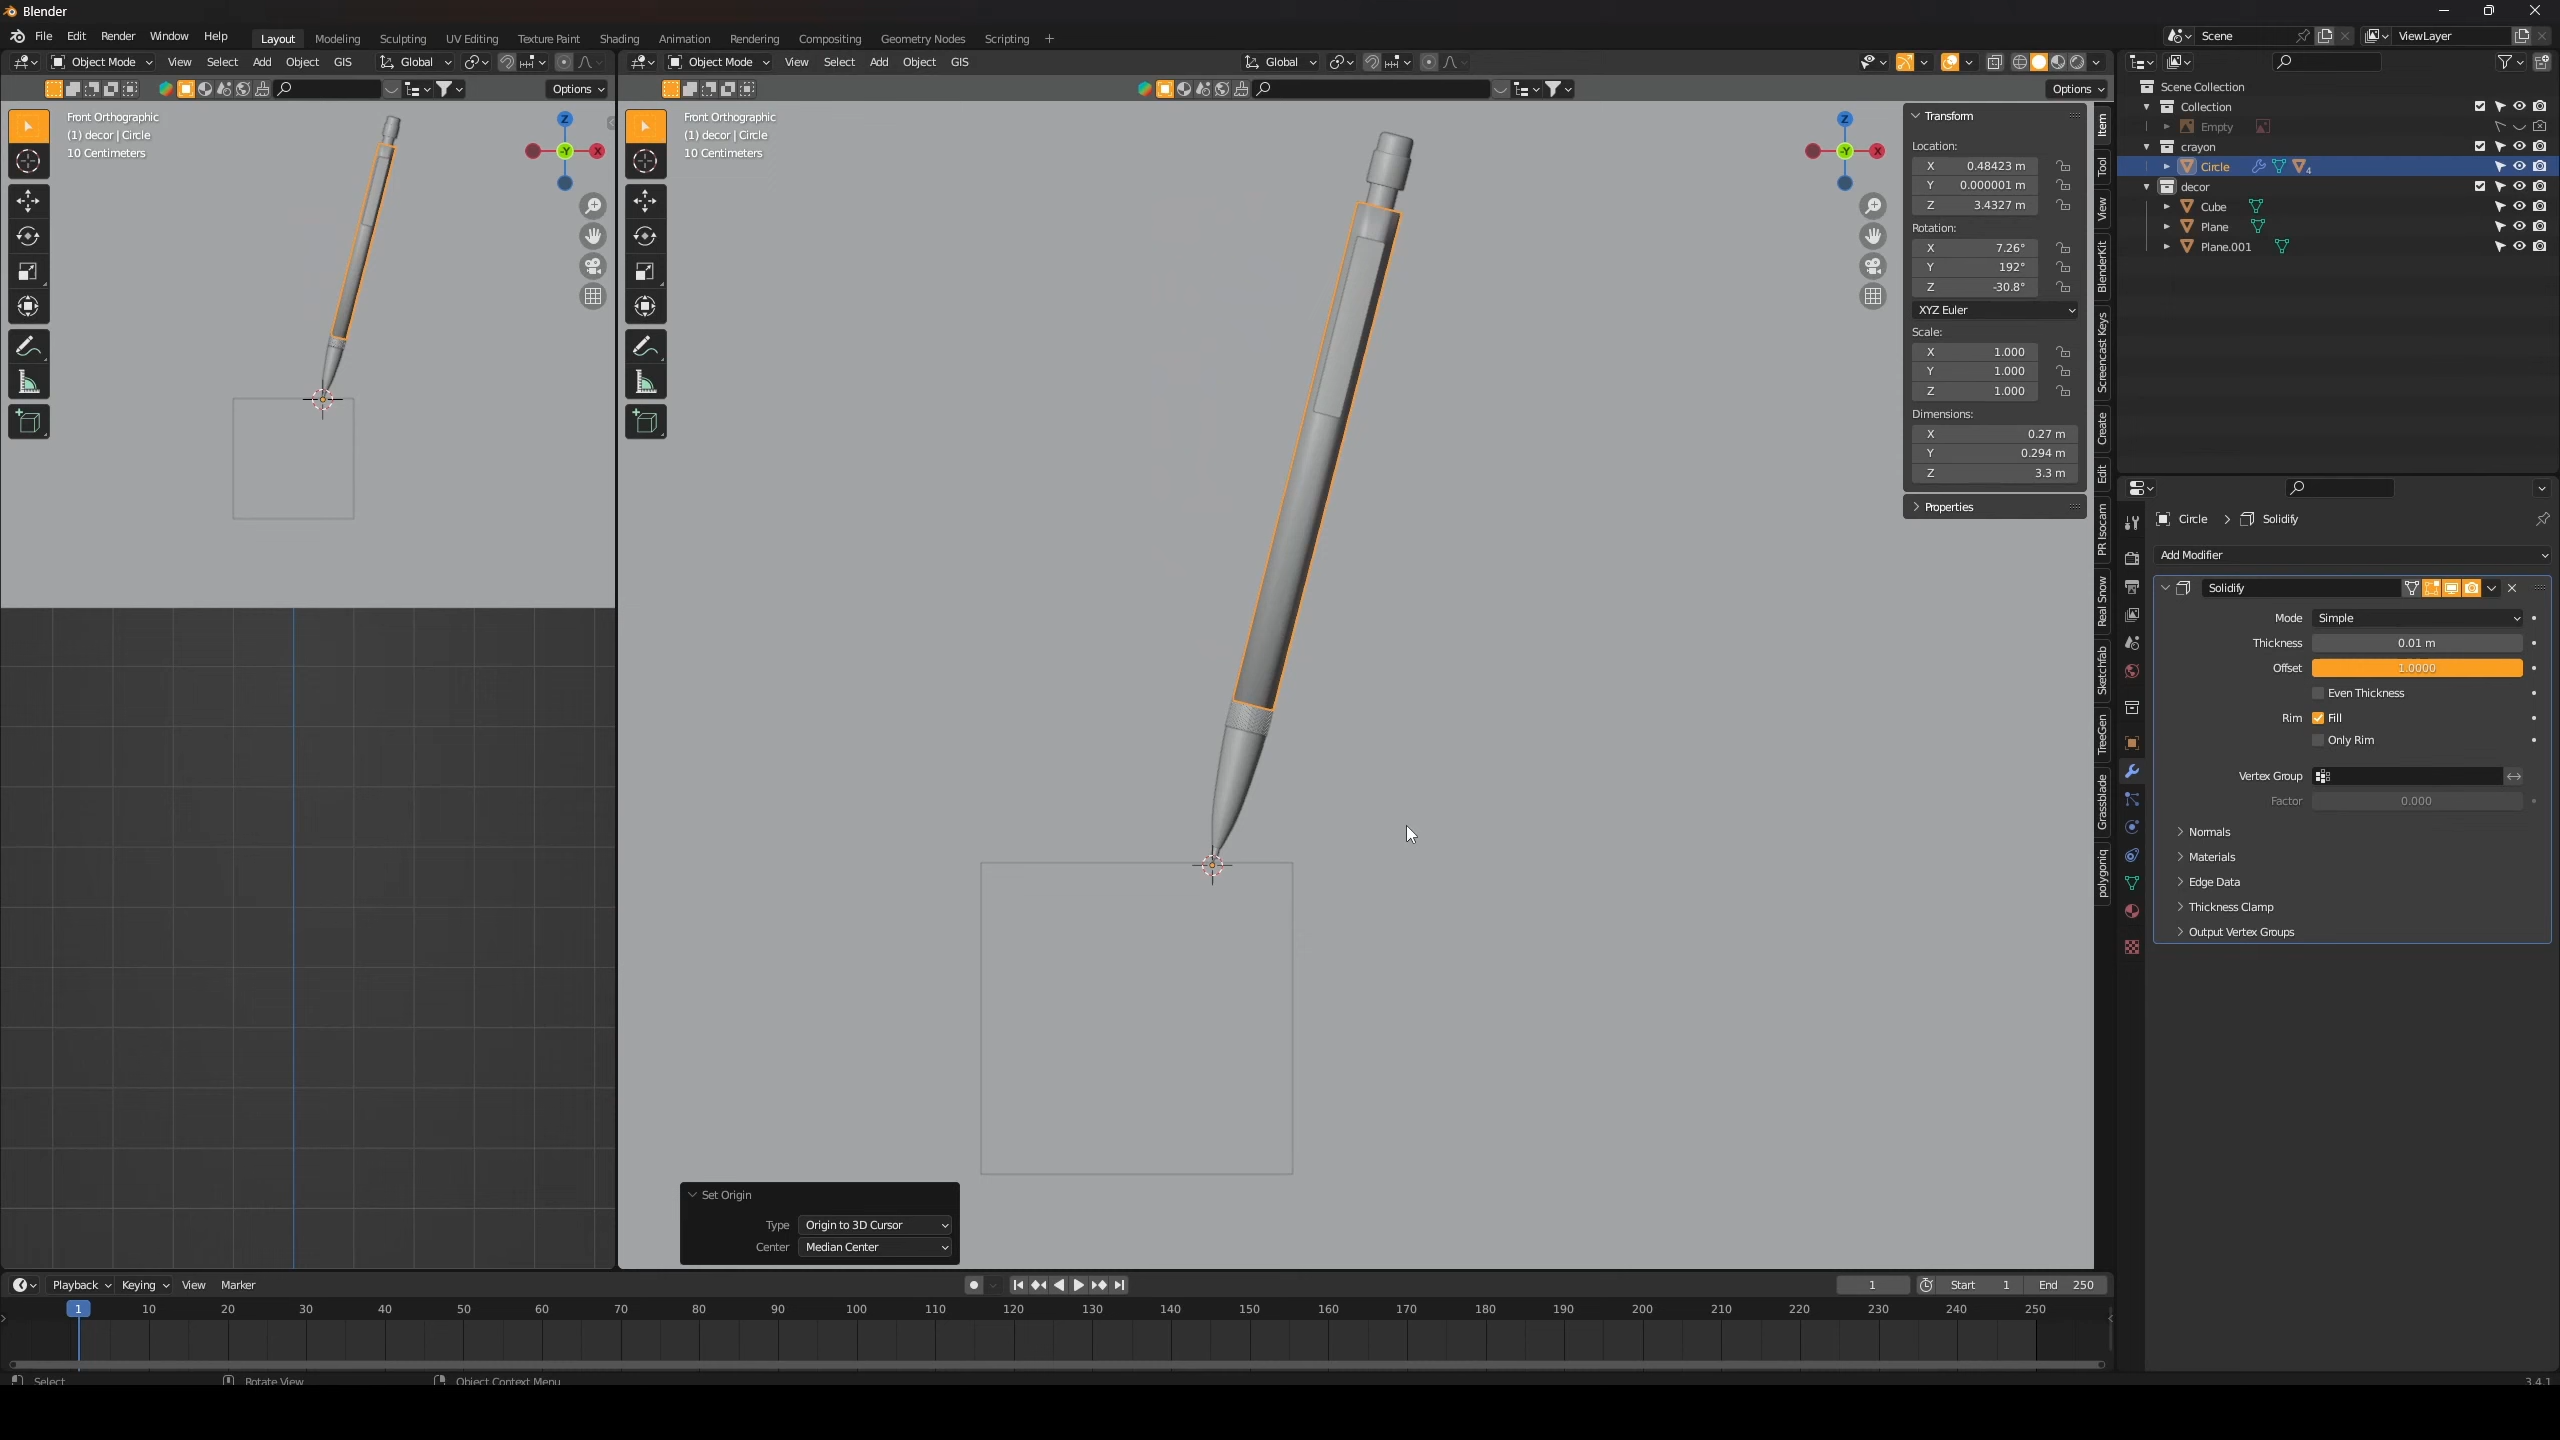 Blender
File Edit Render Window Help Layout Modeling Sculpting UV Editing Texture Paint Shading Animation Rendering Compositing Geometry Nodes Scripting +
Scene ViewLayer
Object Mode View Select Add Object GIS Global
Object Mode View Select Add Object GIS Global
Options
Options
Front Orthographic
(1) decor | Circle
10 Centimeters
Z
-Y
X
Front Orthographic
(1) decor | Circle
10 Centimeters
Z
-Y
X
Transform
Location:
X 0.48423 m
Y 0.000001 m
Z 3.4327 m
Rotation:
X 7.26°
Y 192°
Z -30.8°
XYZ Euler
Scale:
X 1.000
Y 1.000
Z 1.000
Dimensions:
X 0.27 m
Y 0.294 m
Z 3.3 m
Properties
Item
Tool
View
BlenderKit
Screencast Keys
Create
Edit
PR Isocam
Real Snow
Sketchfab
TreeGen
Grassblade
polygoniq
Scene Collection
Collection
Empty
crayon
Circle 4
decor
Cube
Plane
Plane.001
Circle > Solidify
Add Modifier
Solidify
Mode Simple
Thickness 0.01 m
Offset 1.0000
Even Thickness
Rim Fill
Only Rim
Vertex Group
Factor 0.000
Normals
Materials
Edge Data
Thickness Clamp
Output Vertex Groups
Set Origin
Type Origin to 3D Cursor
Center Median Center
Playback Keying View Marker
1 Start 1 End 250
1 10 20 30 40 50 60 70 80 90 100 110 120 130 140 150 160 170 180 190 200 210 220 230 240 250
Select Rotate View Object Context Menu
3.4.1